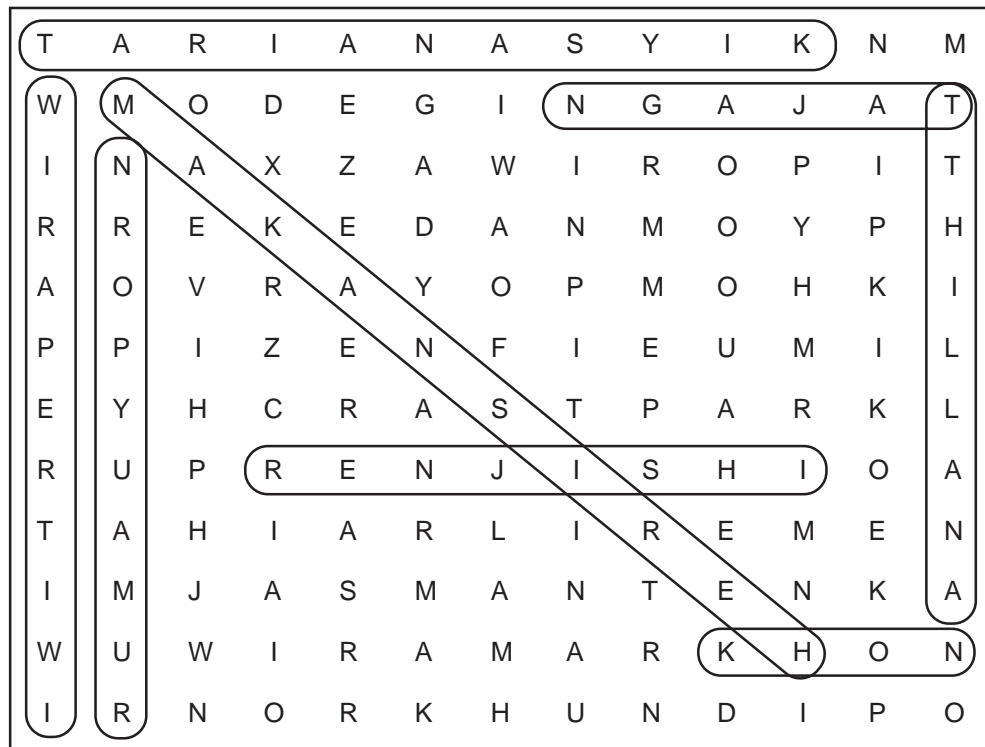 T A R I A N A S Y I K N M
W M O D E G I N G A J A T
I N A X Z A W I R O P I T
R R E K E D A N M O Y P H
A O V R A Y O P M O H K I
P P I Z E N F I E U M I L
E Y H C R A S T P A R K L
R U P R E N J I S H I O A
T A H I A R L I R E M E N
I M J A S M A N T E N K A
W U W I R A M A R K H O N
I R N O R K H U N D I P O